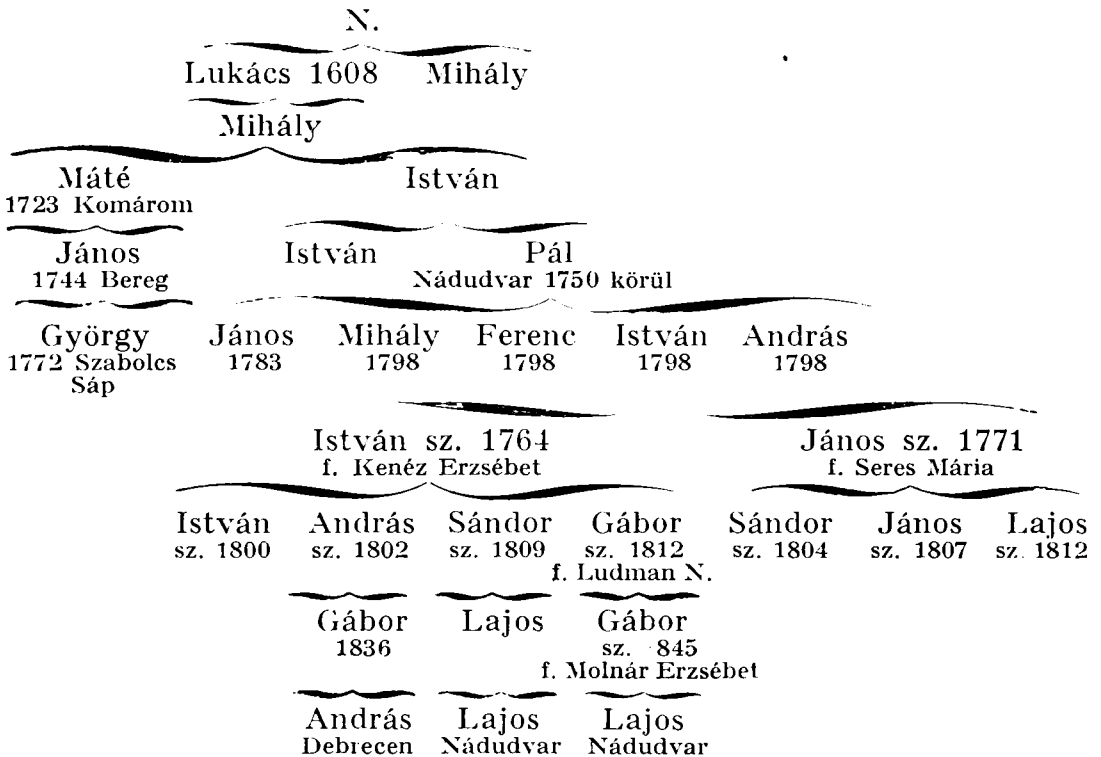 N.
Lukács 1608 Mihály
Mihály
Máté István
1723 Komárom
János István Pál
1744 Bereg Nádudvar 1750 körül
György János Mihály Ferenc István András
1772 Szabolcs 1783 1798 1798 1798 1798
Sáp
István sz. 1764 János sz. 1771
f. Kenéz Erzsébet f. Seres Mária
István András Sándor Gábor Sándor János Lajos
sz. 1800 sz. 1802 sz. 1809 sz. 1812 sz. 1804 sz. 1807 sz. 1812
f. Ludman N.
Gábor Lajos Gábor
1836 sz. 845
f. Molnár Erzsébet
András Lajos Lajos
Debrecen Nádudvar Nádudvar